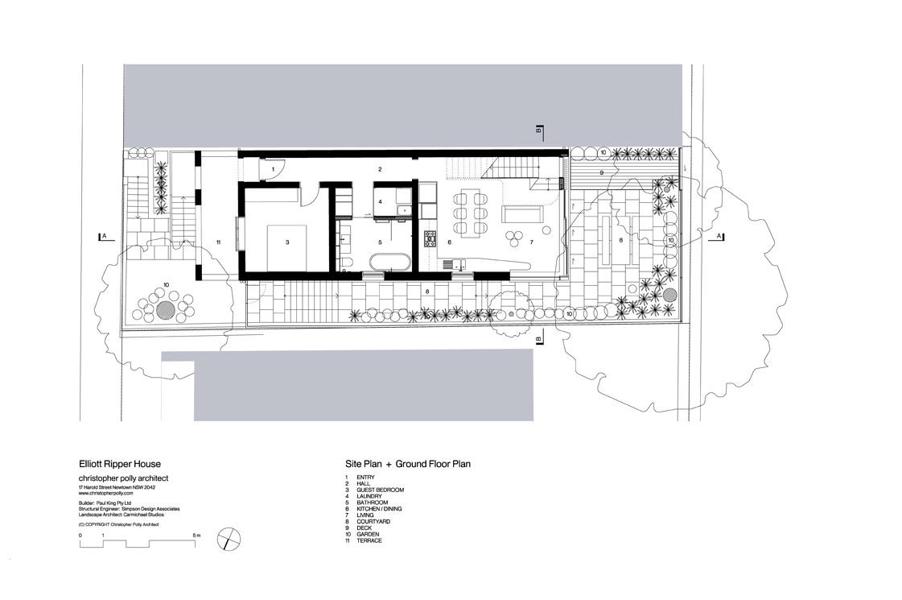 B
10
9
1
2
4
A
11
3
5
6
7
8
10
A
10
8
10
B
Elliott Ripper House
christopher polly architect
17 Harold Street Newtown NSW 2042
www.christopherpolly.com
Builder: Paul King Pty Ltd
Structural Engineer: Simpson Design Associates
Landscape Architect: Carmichael Studios
(C) COPYRIGHT Christopher Polly Architect
0 1 5 m
Site Plan + Ground Floor Plan
1 ENTRY
2 HALL
3 GUEST BEDROOM
4 LAUNDRY
5 BATHROOM
6 KITCHEN / DINING
7 LIVING
8 COURTYARD
9 DECK
10 GARDEN
11 TERRACE